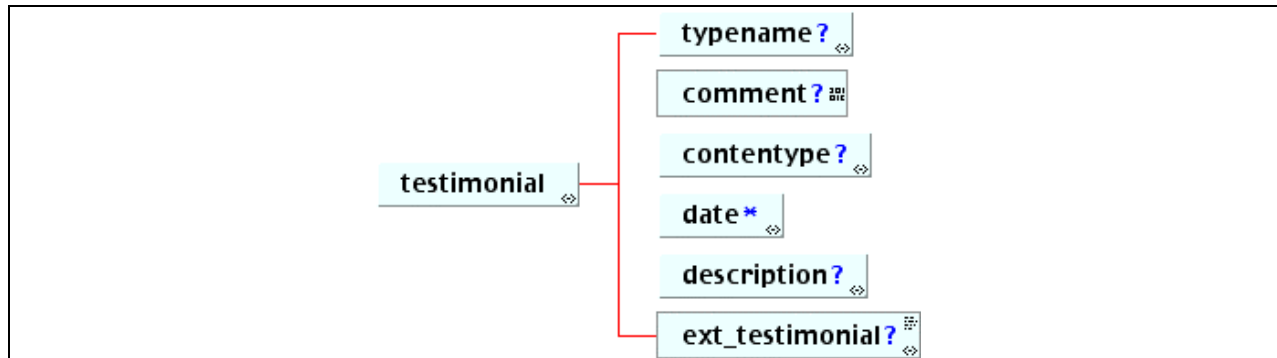 typename?
comment?
contentype?
testimonial
date*
description?
ext_testimonial?